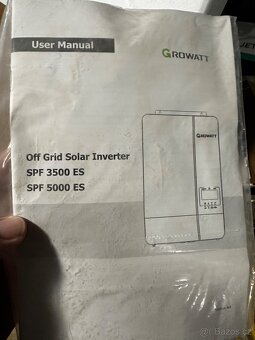 User Manual
GROWATT
Off Grid Solar Inverter
SPF 3500 ES
SPF 5000 ES
GROWATT
Bazos.cz